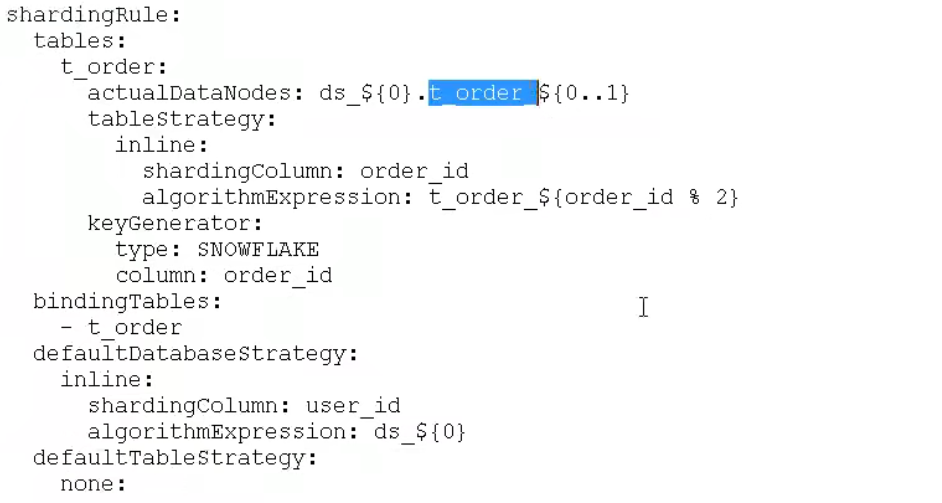 shardingRule:
  tables:
    t_order:
      actualDataNodes: ds_${0}.t_order_${0..1}
      tableStrategy:
        inline:
          shardingColumn: order_id
          algorithmExpression: t_order_${order_id % 2}
      keyGenerator:
        type: SNOWFLAKE
        column: order_id
  bindingTables:
    - t_order
  defaultDatabaseStrategy:
    inline:
      shardingColumn: user_id
      algorithmExpression: ds_${0}
  defaultTableStrategy:
    none: